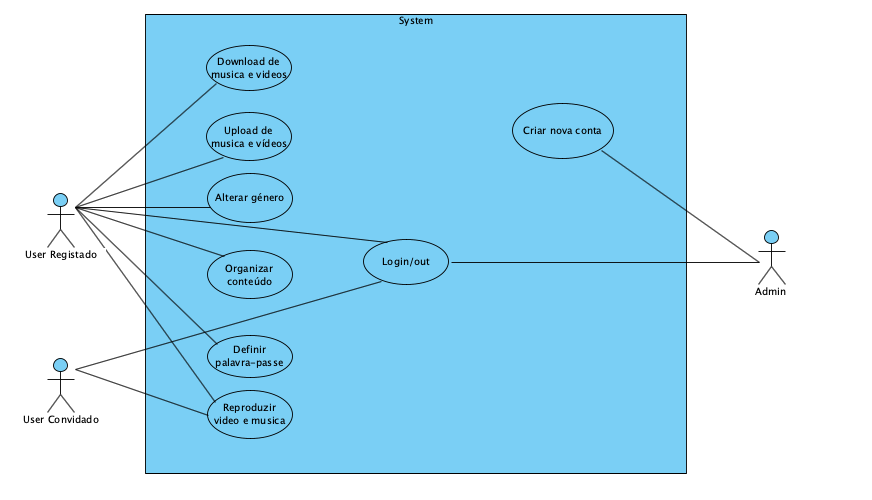 System
Download de
musica e videos
Upload de
musica e vídeos
Criar nova conta
Alterar género
User Registado
Login/out
Organizar
conteúdo
Admin
Definir
palavra-passe
User Convidado
Reproduzir
video e musica